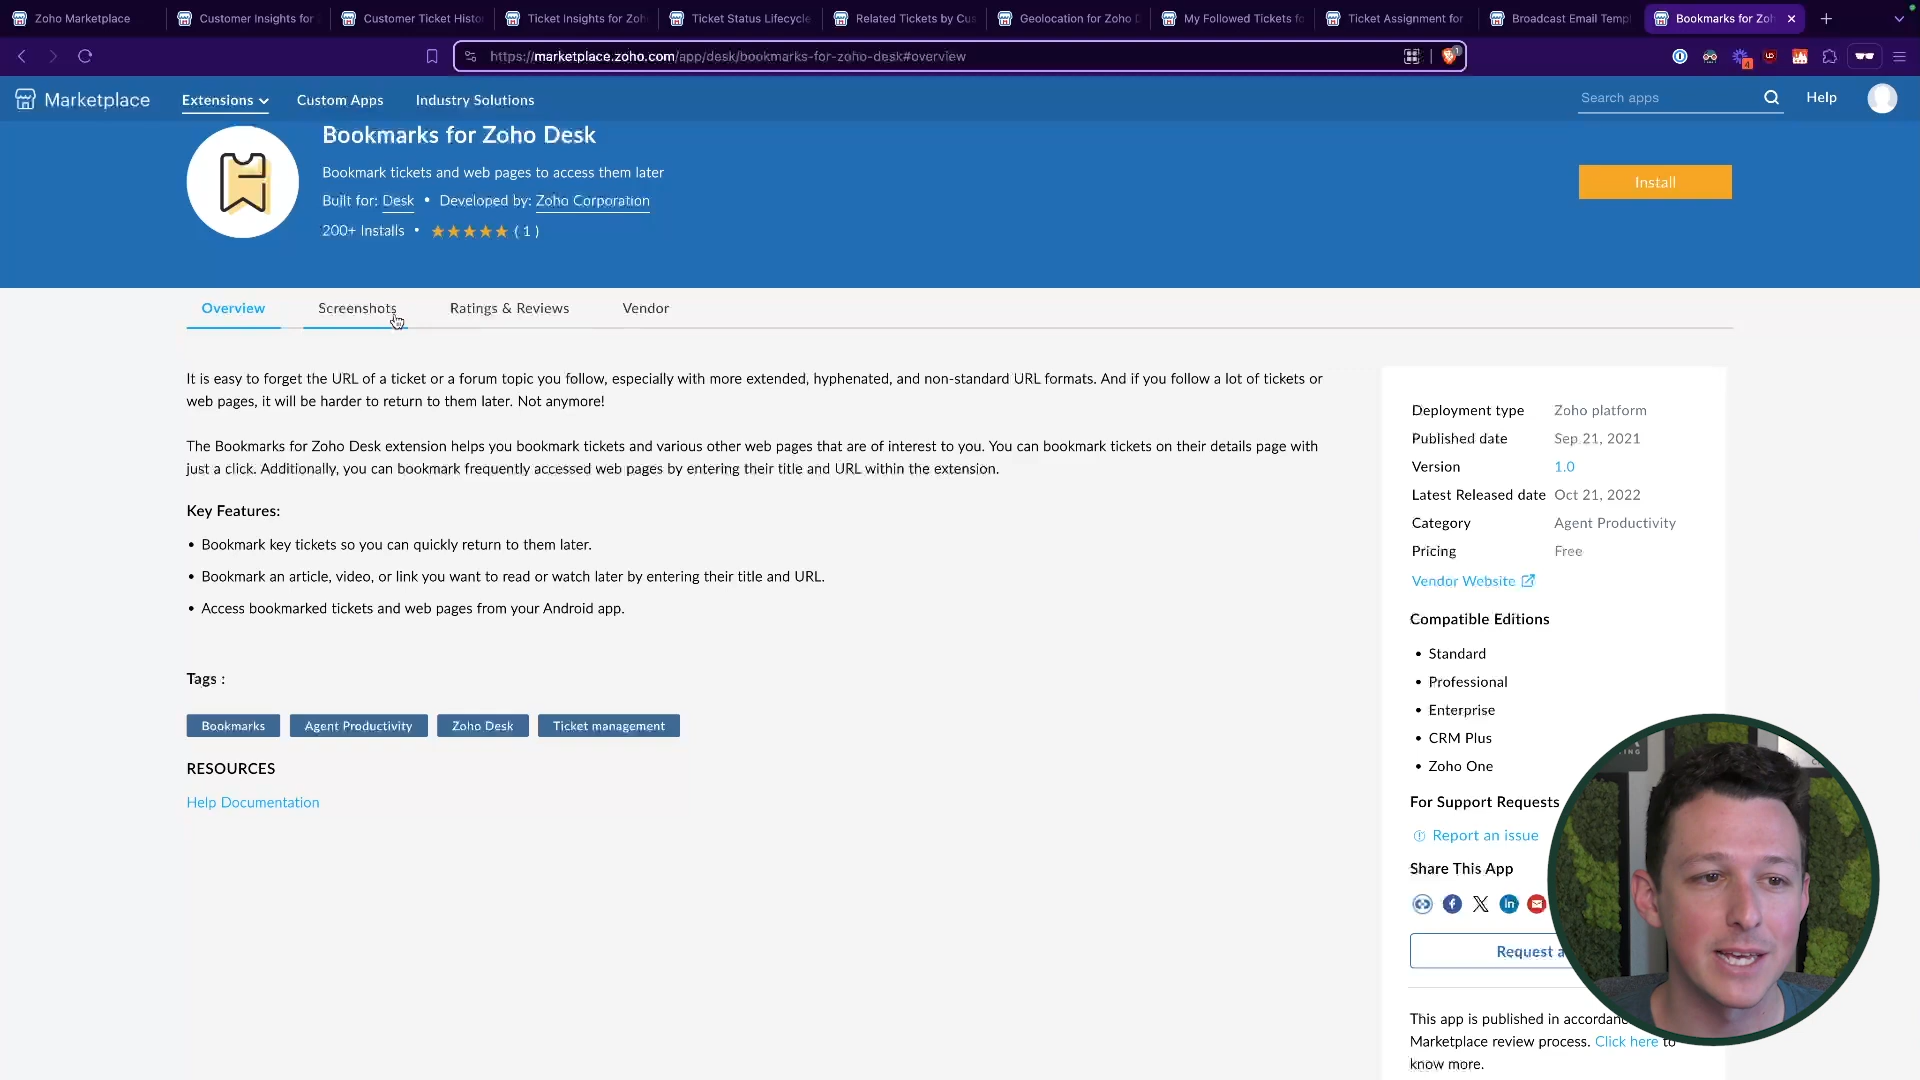 Zoho Marketplace
Customer Insights for
Customer Ticket Histo
Ticket Insights for Zoh
Ticket Status Lifecycle
Related Tickets by Cus
Geolocation for Zoho D
My Followed Tickets fo
Ticket Assignment for
Broadcast Email Temp
Bookmarks for Zoh
https://marketplace.zoho.com/app/desk/bookmarks-for-zoho-desk#overview
Marketplace
Extensions
Custom Apps
Industry Solutions
Search apps
Help
Bookmarks for Zoho Desk
Bookmark tickets and web pages to access them later
Built for: Desk • Developed by: Zoho Corporation
200+ Installs • ★★★★★ ( 1 )
Install
Overview
Screenshots
Ratings & Reviews
Vendor
It is easy to forget the URL of a ticket or a forum topic you follow, especially with more extended, hyphenated, and non-standard URL formats. And if you follow a lot of tickets or
web pages, it will be harder to return to them later. Not anymore!
The Bookmarks for Zoho Desk extension helps you bookmark tickets and various other web pages that are of interest to you. You can bookmark tickets on their details page with
just a click. Additionally, you can bookmark frequently accessed web pages by entering their title and URL within the extension.
Key Features:
• Bookmark key tickets so you can quickly return to them later.
• Bookmark an article, video, or link you want to read or watch later by entering their title and URL.
• Access bookmarked tickets and web pages from your Android app.
Tags :
Bookmarks
Agent Productivity
Zoho Desk
Ticket management
RESOURCES
Help Documentation
Deployment type Zoho platform
Published date Sep 21, 2021
Version 1.0
Latest Released date Oct 21, 2022
Category Agent Productivity
Pricing Free
Vendor Website
Compatible Editions
• Standard
• Professional
• Enterprise
• CRM Plus
• Zoho One
For Support Requests
Report an issue
Share This App
Request a
This app is published in accordanc
Marketplace review process. Click here to
know more.